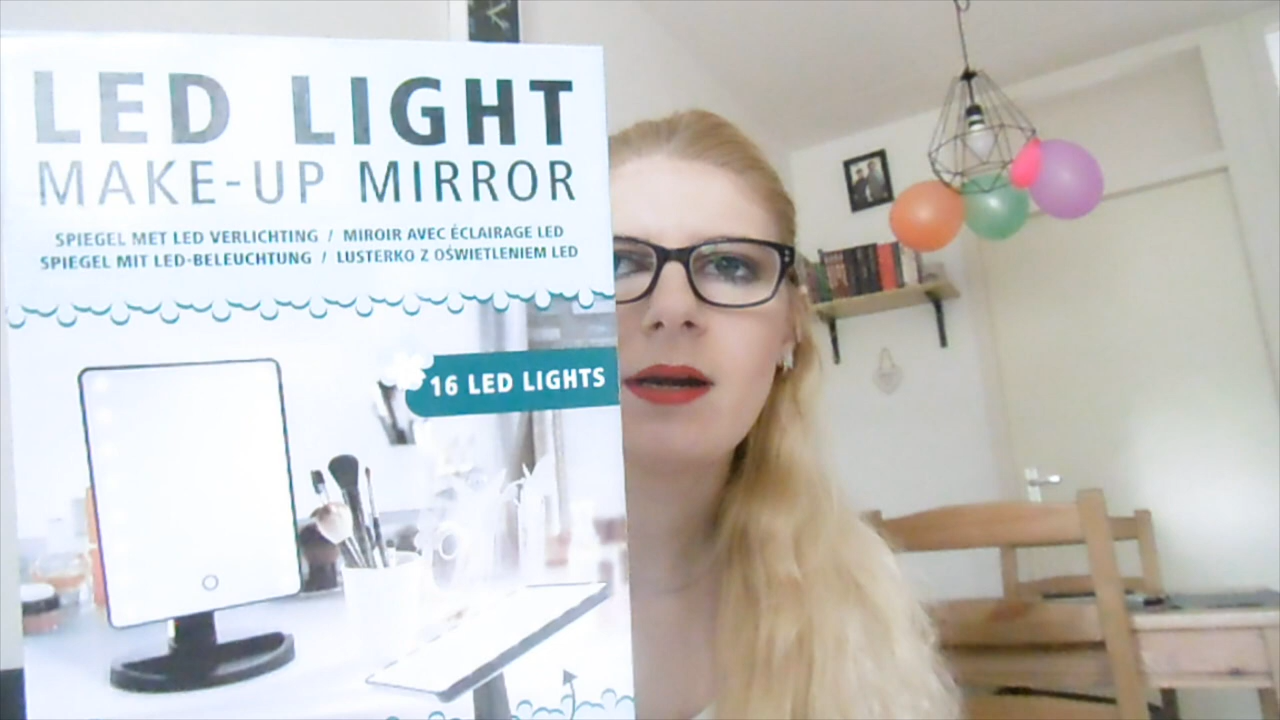 LED LIGHT
MAKE-UP MIRROR
SPIEGEL MET LED VERLICHTING / MIROIR AVEC ÉCLAIRAGE LED
SPIEGEL MIT LED-BELEUCHTUNG / LUSTERKO Z OŚWIETLENIEM LED
16 LED LIGHTS